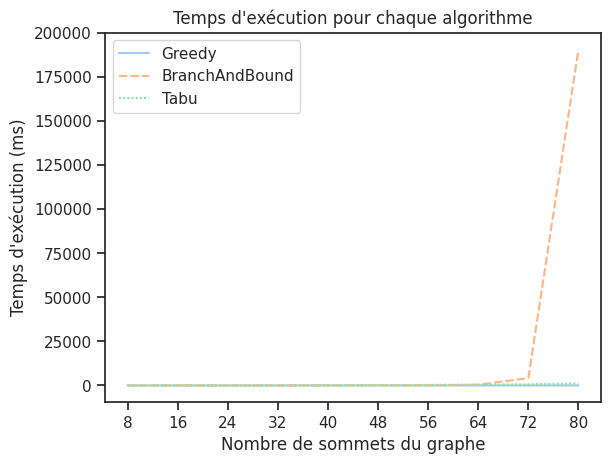 Temps d'exécution pour chaque algorithme
200000
175000
150000
125000
100000
75000
50000
25000
0
Temps d'exécution (ms)
Greedy
BranchAndBound
Tabu
8 16 24 32 40 48 56 64 72 80
Nombre de sommets du graphe